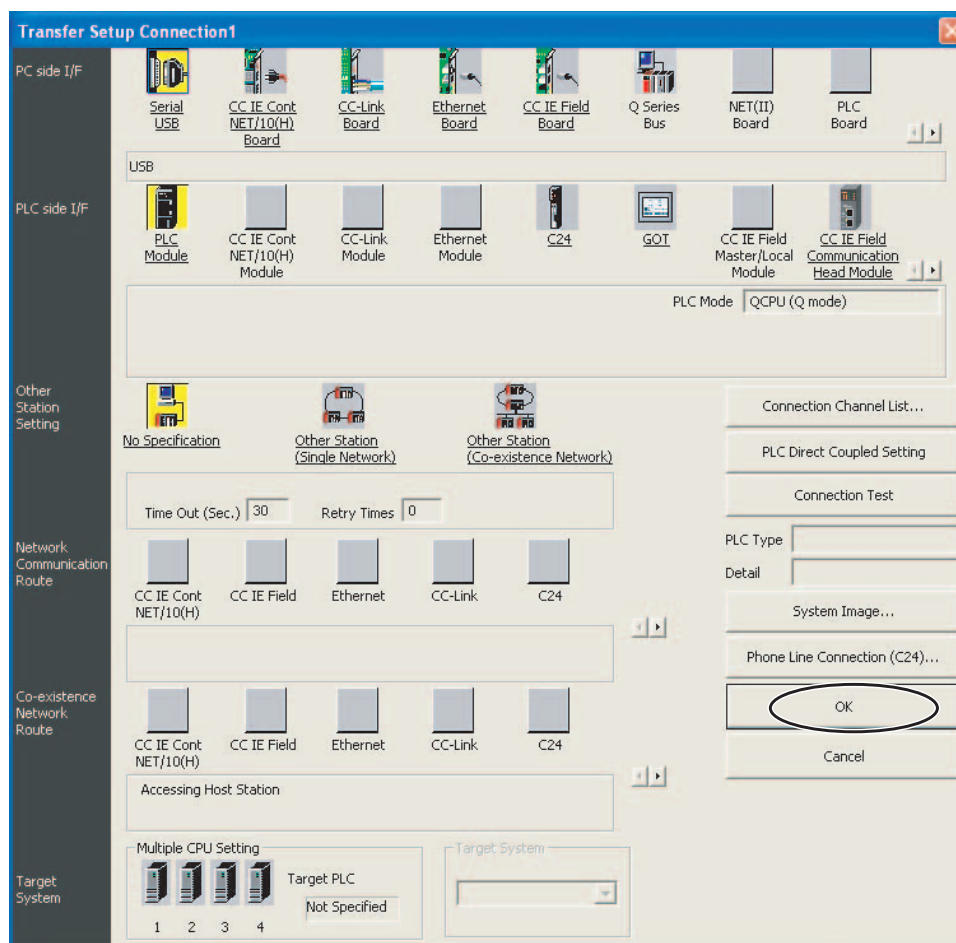 Transfer Setup Connection1
PC side I/F
Serial
USB
CC IE Cont
NET/10(H)
Board
CC-Link
Board
Ethernet
Board
CC IE Field
Board
Q Series
Bus
NET(II)
Board
PLC
Board
USB
PLC side I/F
PLC
Module
CC IE Cont
NET/10(H)
Module
CC-Link
Module
Ethernet
Module
C24
GOT
CC IE Field
Master/Local
Module
CC IE Field
Communication
Head Module
PLC Mode QCPU (Q mode)
Other
Station
Setting
No Specification
Other Station
(Single Network)
Other Station
(Co-existence Network)
Time Out (Sec.) 30 Retry Times 0
Connection Channel List...
PLC Direct Coupled Setting
Connection Test
PLC Type
Detail
System Image...
Phone Line Connection (C24)...
OK
Cancel
Network
Communication
Route
CC IE Cont
NET/10(H)
CC IE Field
Ethernet
CC-Link
C24
Co-existence
Network
Route
CC IE Cont
NET/10(H)
CC IE Field
Ethernet
CC-Link
C24
Accessing Host Station
Target
System
Multiple CPU Setting
1 2 3 4
Target PLC
Not Specified
Target System